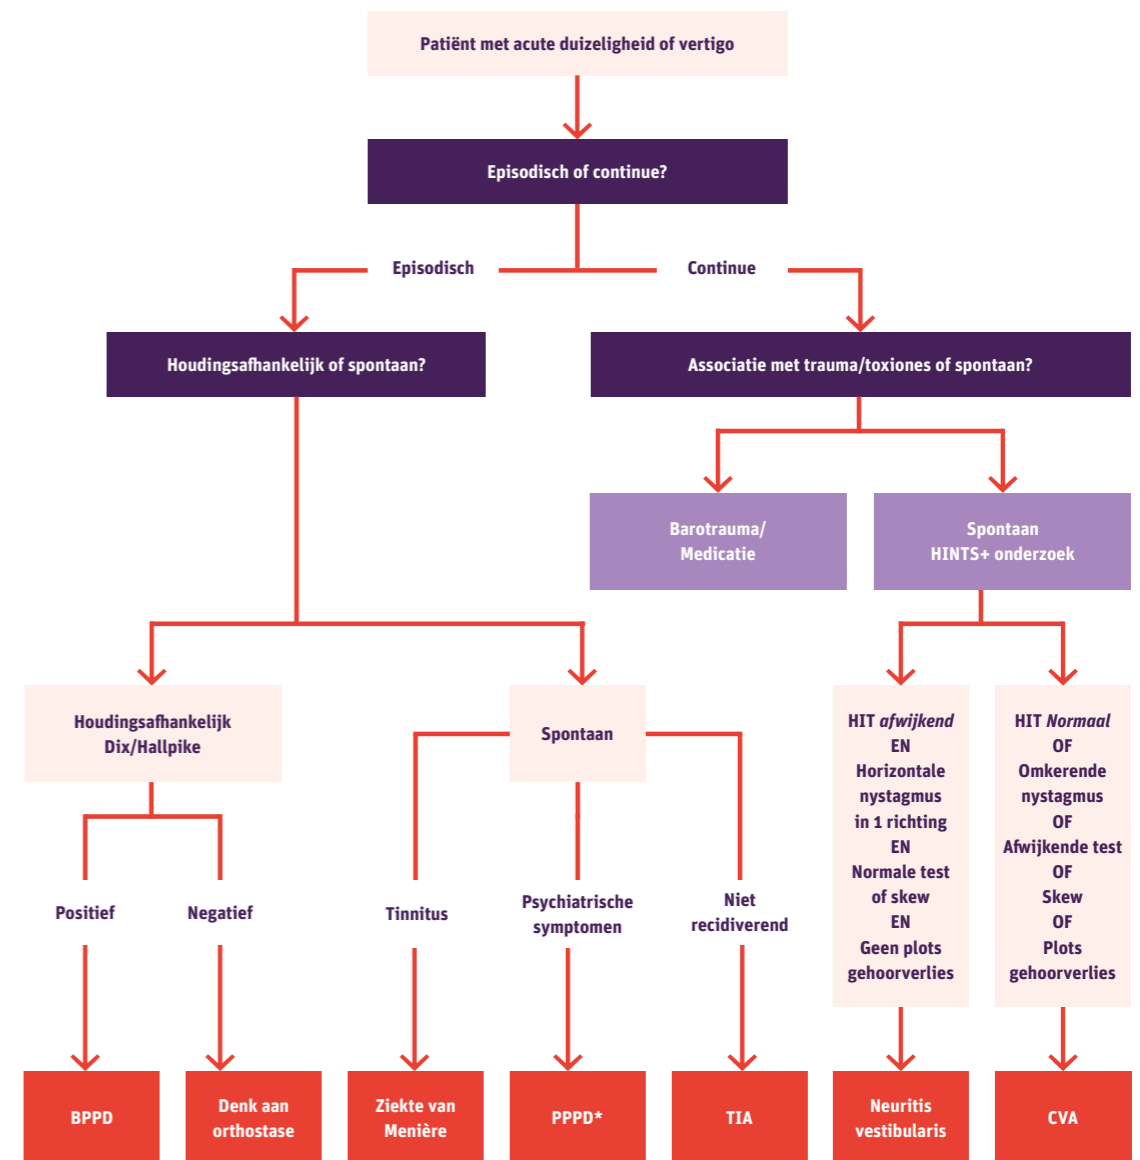 Patiënt met acute duizeligheid of vertigo
Episodisch of continue?
Episodisch
Continue
Houdingsafhankelijk of spontaan?
Associatie met trauma/toxiones of spontaan?
Barotrauma/
Medicatie
Spontaan
HINTS+ onderzoek
Houdingsafhankelijk
Dix/Hallpike
Spontaan
HIT afwijkend
EN
Horizontale
nystagmus
in 1 richting
EN
Normale test
of skew
EN
Geen plots
gehoorverlies
HIT Normaal
OF
Omkerende
nystagmus
OF
Afwijkende test
OF
Skew
OF
Plots
gehoorverlies
Positief
Negatief
Tinnitus
Psychiatrische
symptomen
Niet
recidiverend
BPPD
Denk aan
orthostase
Ziekte van
Menière
PPPD*
TIA
Neuritis
vestibularis
CVA